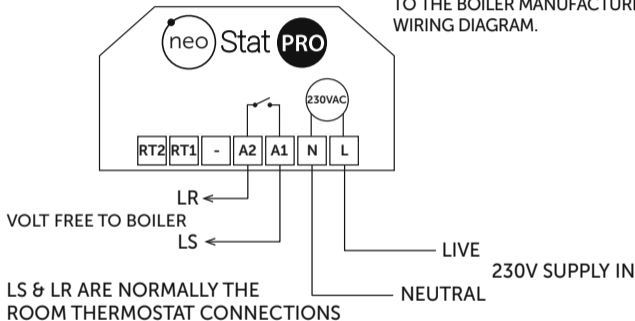 TO THE BOILER MANUFACTURE
WIRING DIAGRAM.
neo Stat PRO
230VAC
RT2 RT1 - A2 A1 N L
LR
VOLT FREE TO BOILER
LS
LIVE
230V SUPPLY IN
NEUTRAL
LS & LR ARE NORMALLY THE
ROOM THERMOSTAT CONNECTIONS